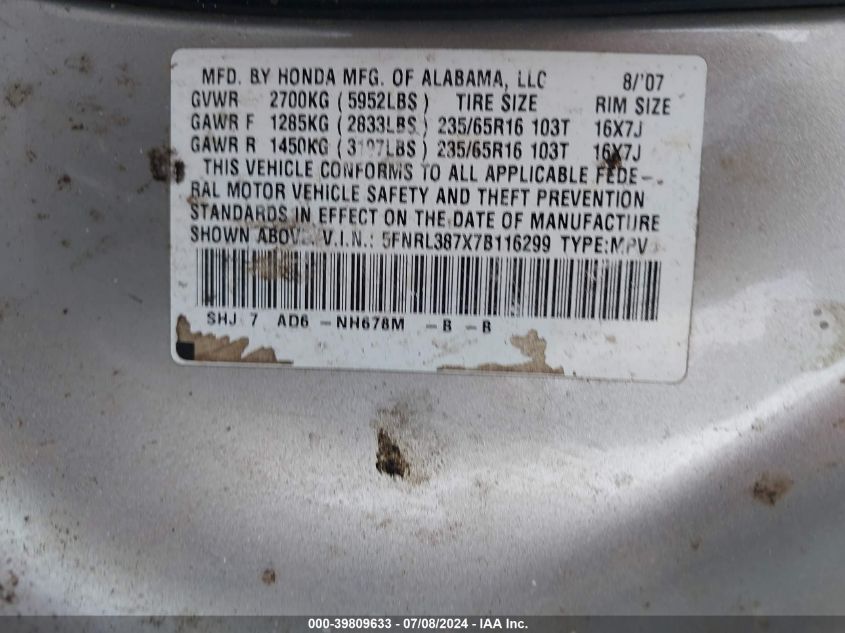 MFD. BY HONDA MFG. OF ALABAMA, LLC 8/'07
GVWR 2700KG (5952LBS) TIRE SIZE RIM SIZE
GAWR F 1285KG (2833LBS) 235/65R16 103T 16X7J
GAWR R 1450KG (3197LBS) 235/65R16 103T 16X7J
THIS VEHICLE CONFORMS TO ALL APPLICABLE FEDE-
RAL MOTOR VEHICLE SAFETY AND THEFT PREVENTION
STANDARDS IN EFFECT ON THE DATE OF MANUFACTURE
SHOWN ABOVE. V.I.N.: 5FNRL387X7B116299 TYPE:MPV
SHJ 7 AD6 -NH678M -B -B
000-39809633 - 07/08/2024 - IAA Inc.